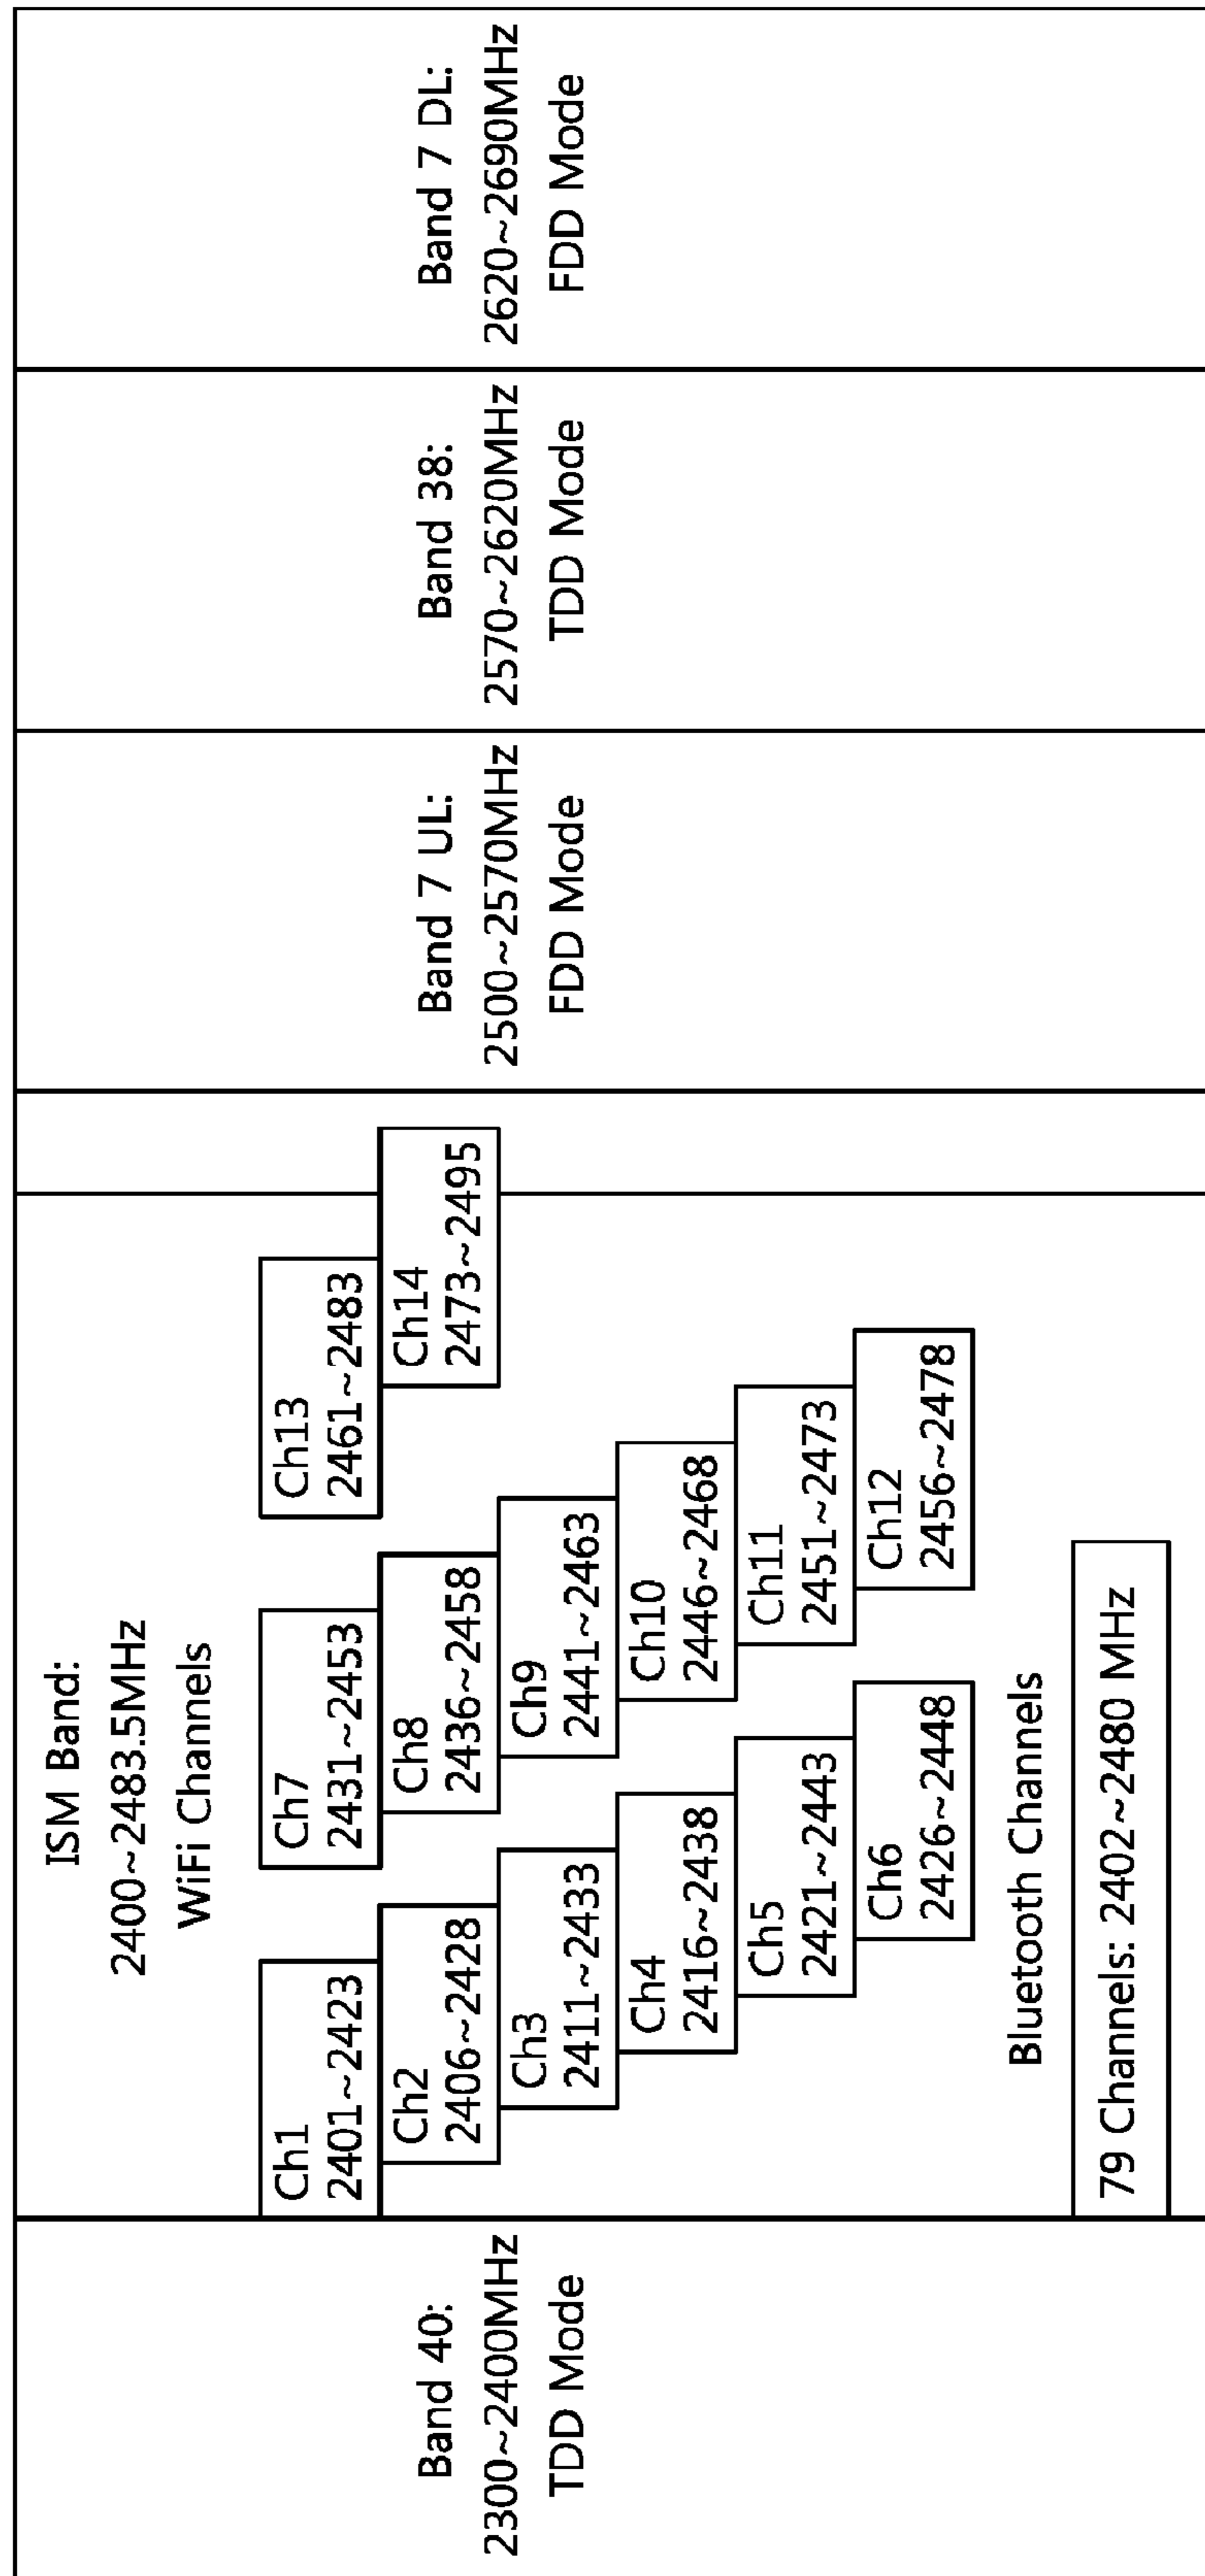 Band 40:
2300~2400MHz
TDD Mode
ISM Band:
2400~2483.5MHz
WiFi Channels
Ch1
2401~2423
Ch2
2406~2428
Ch3
2411~2433
Ch4
2416~2438
Ch5
2421~2443
Ch6
2426~2448
Ch7
2431~2453
Ch8
2436~2458
Ch9
2441~2463
Ch10
2446~2468
Ch11
2451~2473
Ch12
2456~2478
Ch13
2461~2483
Ch14
2473~2495
Bluetooth Channels
79 Channels: 2402~2480 MHz
Band 7 UL:
2500~2570MHz
FDD Mode
Band 38:
2570~2620MHz
TDD Mode
Band 7 DL:
2620~2690MHz
FDD Mode